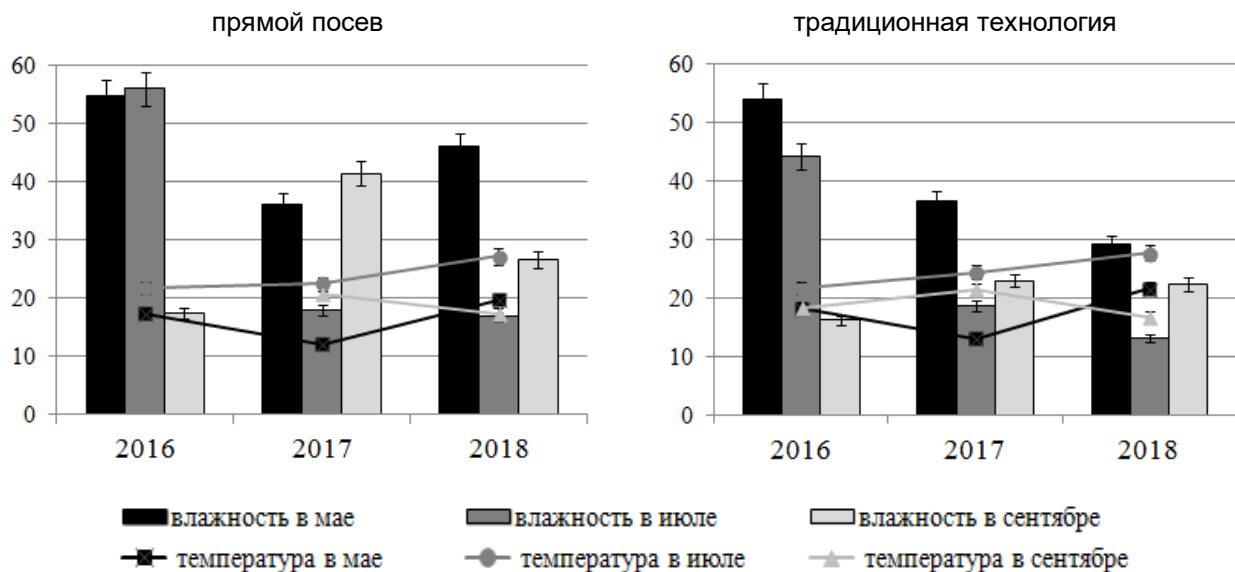 прямой посев
традиционная технология
60
50
40
30
20
10
0
2016 2017 2018
60
50
40
30
20
10
0
2016 2017 2018
влажность в мае влажность в июле влажность в сентябре
температура в мае температура в июле температура в сентябре